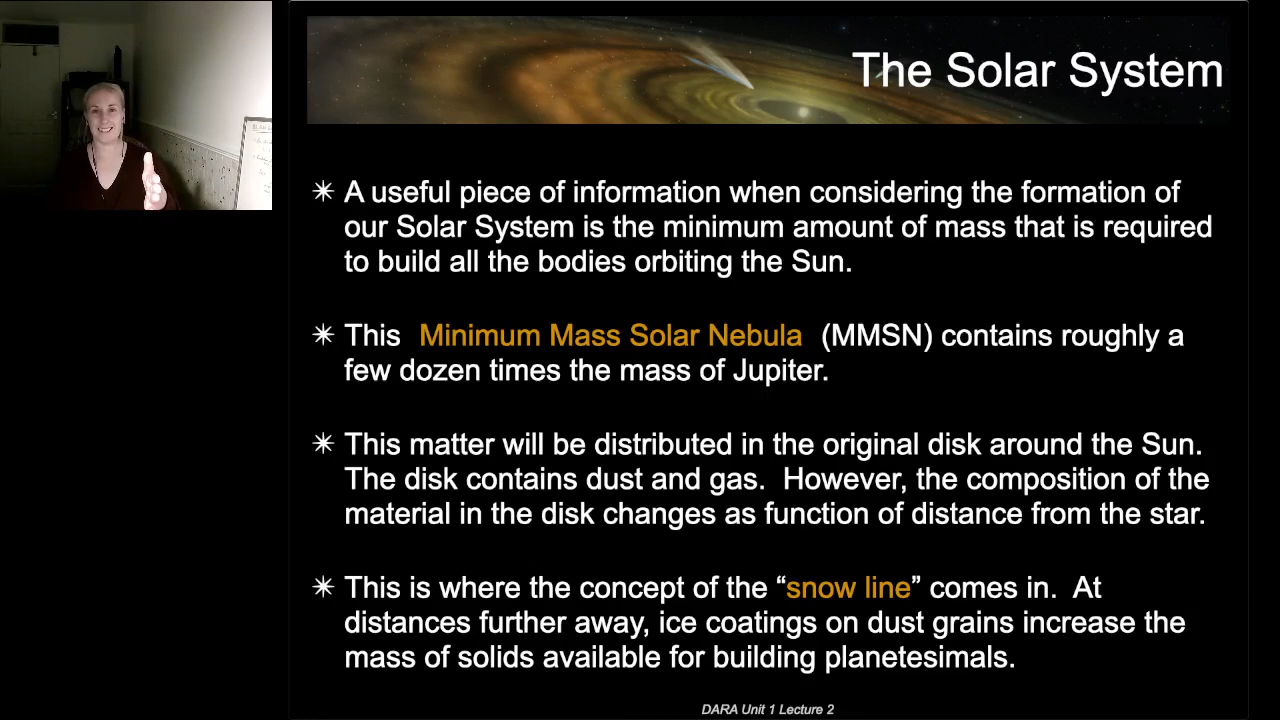 The Solar System
✴ A useful piece of information when considering the formation of
our Solar System is the minimum amount of mass that is required
to build all the bodies orbiting the Sun.
✴ This Minimum Mass Solar Nebula (MMSN) contains roughly a
few dozen times the mass of Jupiter.
✴ This matter will be distributed in the original disk around the Sun.
The disk contains dust and gas. However, the composition of the
material in the disk changes as function of distance from the star.
✴ This is where the concept of the “snow line” comes in. At
distances further away, ice coatings on dust grains increase the
mass of solids available for building planetesimals.
DARA Unit 1 Lecture 2